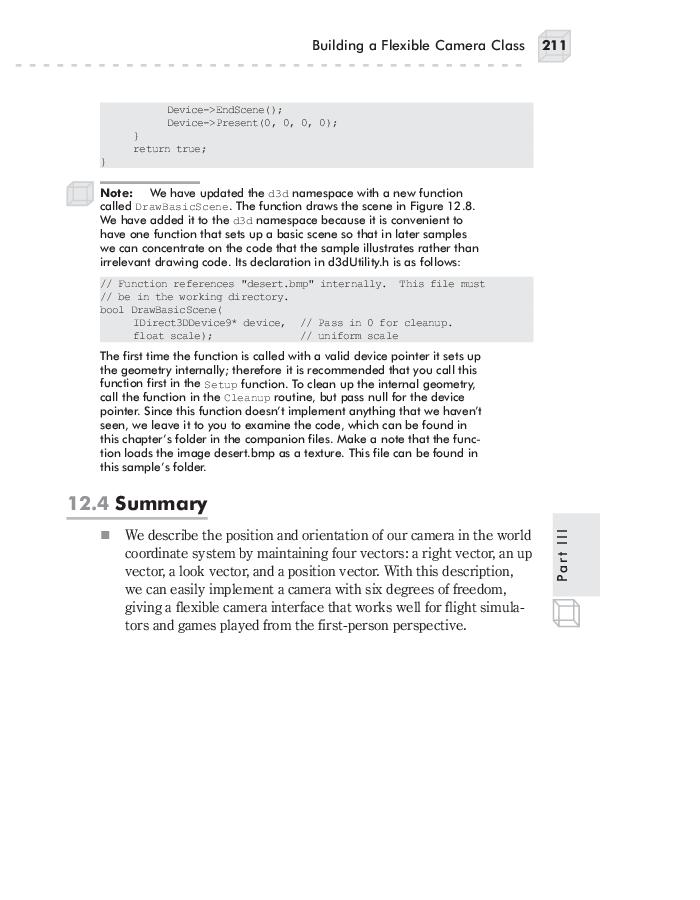 Building a Flexible Camera Class 211
Device->EndScene();
Device->Present(0, 0, 0, 0);
}
return true;
}
Note: We have updated the d3d namespace with a new function
called DrawBasicScene. The function draws the scene in Figure 12.8.
We have added it to the d3d namespace because it is convenient to
have one function that sets up a basic scene so that in later samples
we can concentrate on the code that the sample illustrates rather than
irrelevant drawing code. Its declaration in d3dUtility.h is as follows:
// Function references "desert.bmp" internally.  This file must
// be in the working directory.
bool DrawBasicScene(
IDirect3DDevice9* device,  // Pass in 0 for cleanup.
float scale);              // uniform scale
The first time the function is called with a valid device pointer it sets up
the geometry internally; therefore it is recommended that you call this
function first in the Setup function. To clean up the internal geometry,
call the function in the Cleanup routine, but pass null for the device
pointer. Since this function doesn’t implement anything that we haven’t
seen, we leave it to you to examine the code, which can be found in
this chapter’s folder in the companion files. Make a note that the func-
tion loads the image desert.bmp as a texture. This file can be found in
this sample’s folder.
12.4 Summary
■ We describe the position and orientation of our camera in the world
coordinate system by maintaining four vectors: a right vector, an up
vector, a look vector, and a position vector. With this description,
we can easily implement a camera with six degrees of freedom,
giving a flexible camera interface that works well for flight simula-
tors and games played from the first-person perspective.
Part III